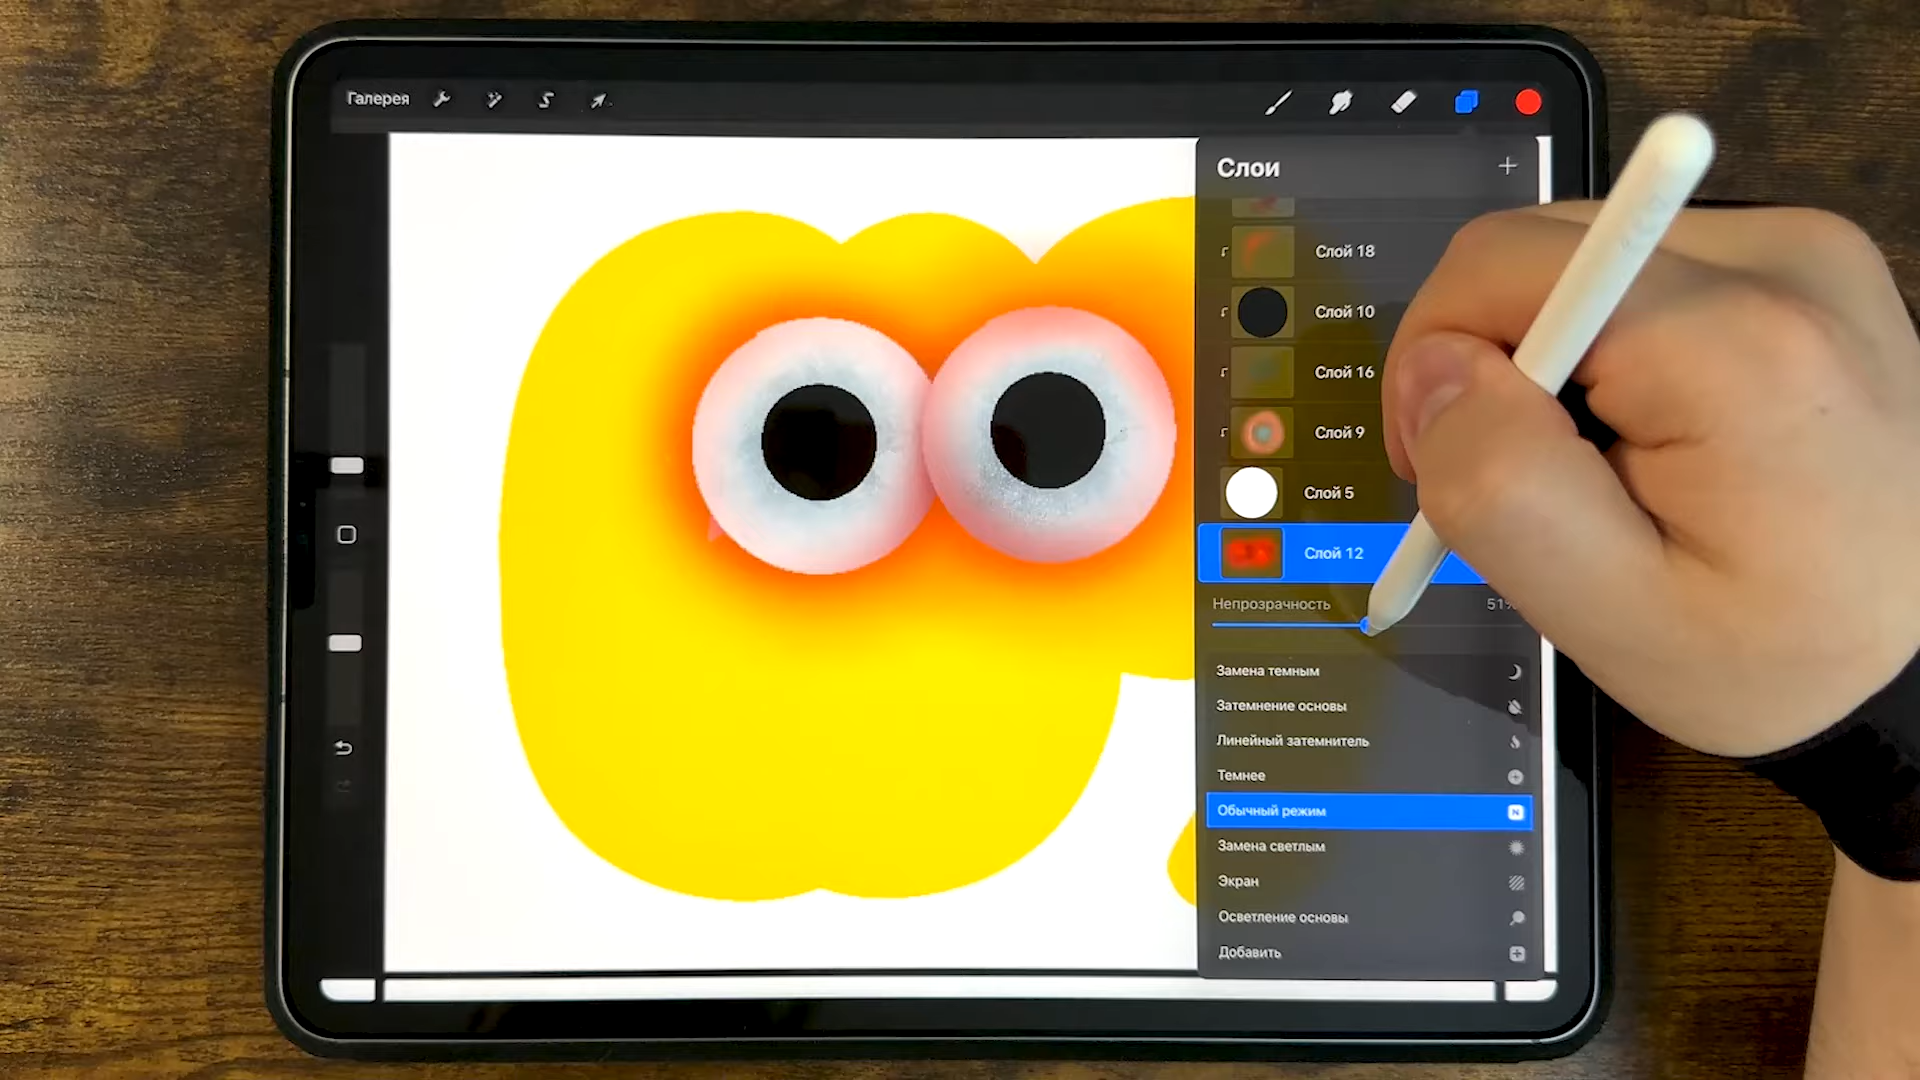 Галерея
Слои
Слой 18
Слой 10
Слой 16
Слой 9
Слой 5
Слой 12
Непрозрачность 51%
Замена темным
Затемнение основы
Линейный затемнитель
Темнее
Обычный режим N
Замена светлым
Экран
Осветление основы
Добавить